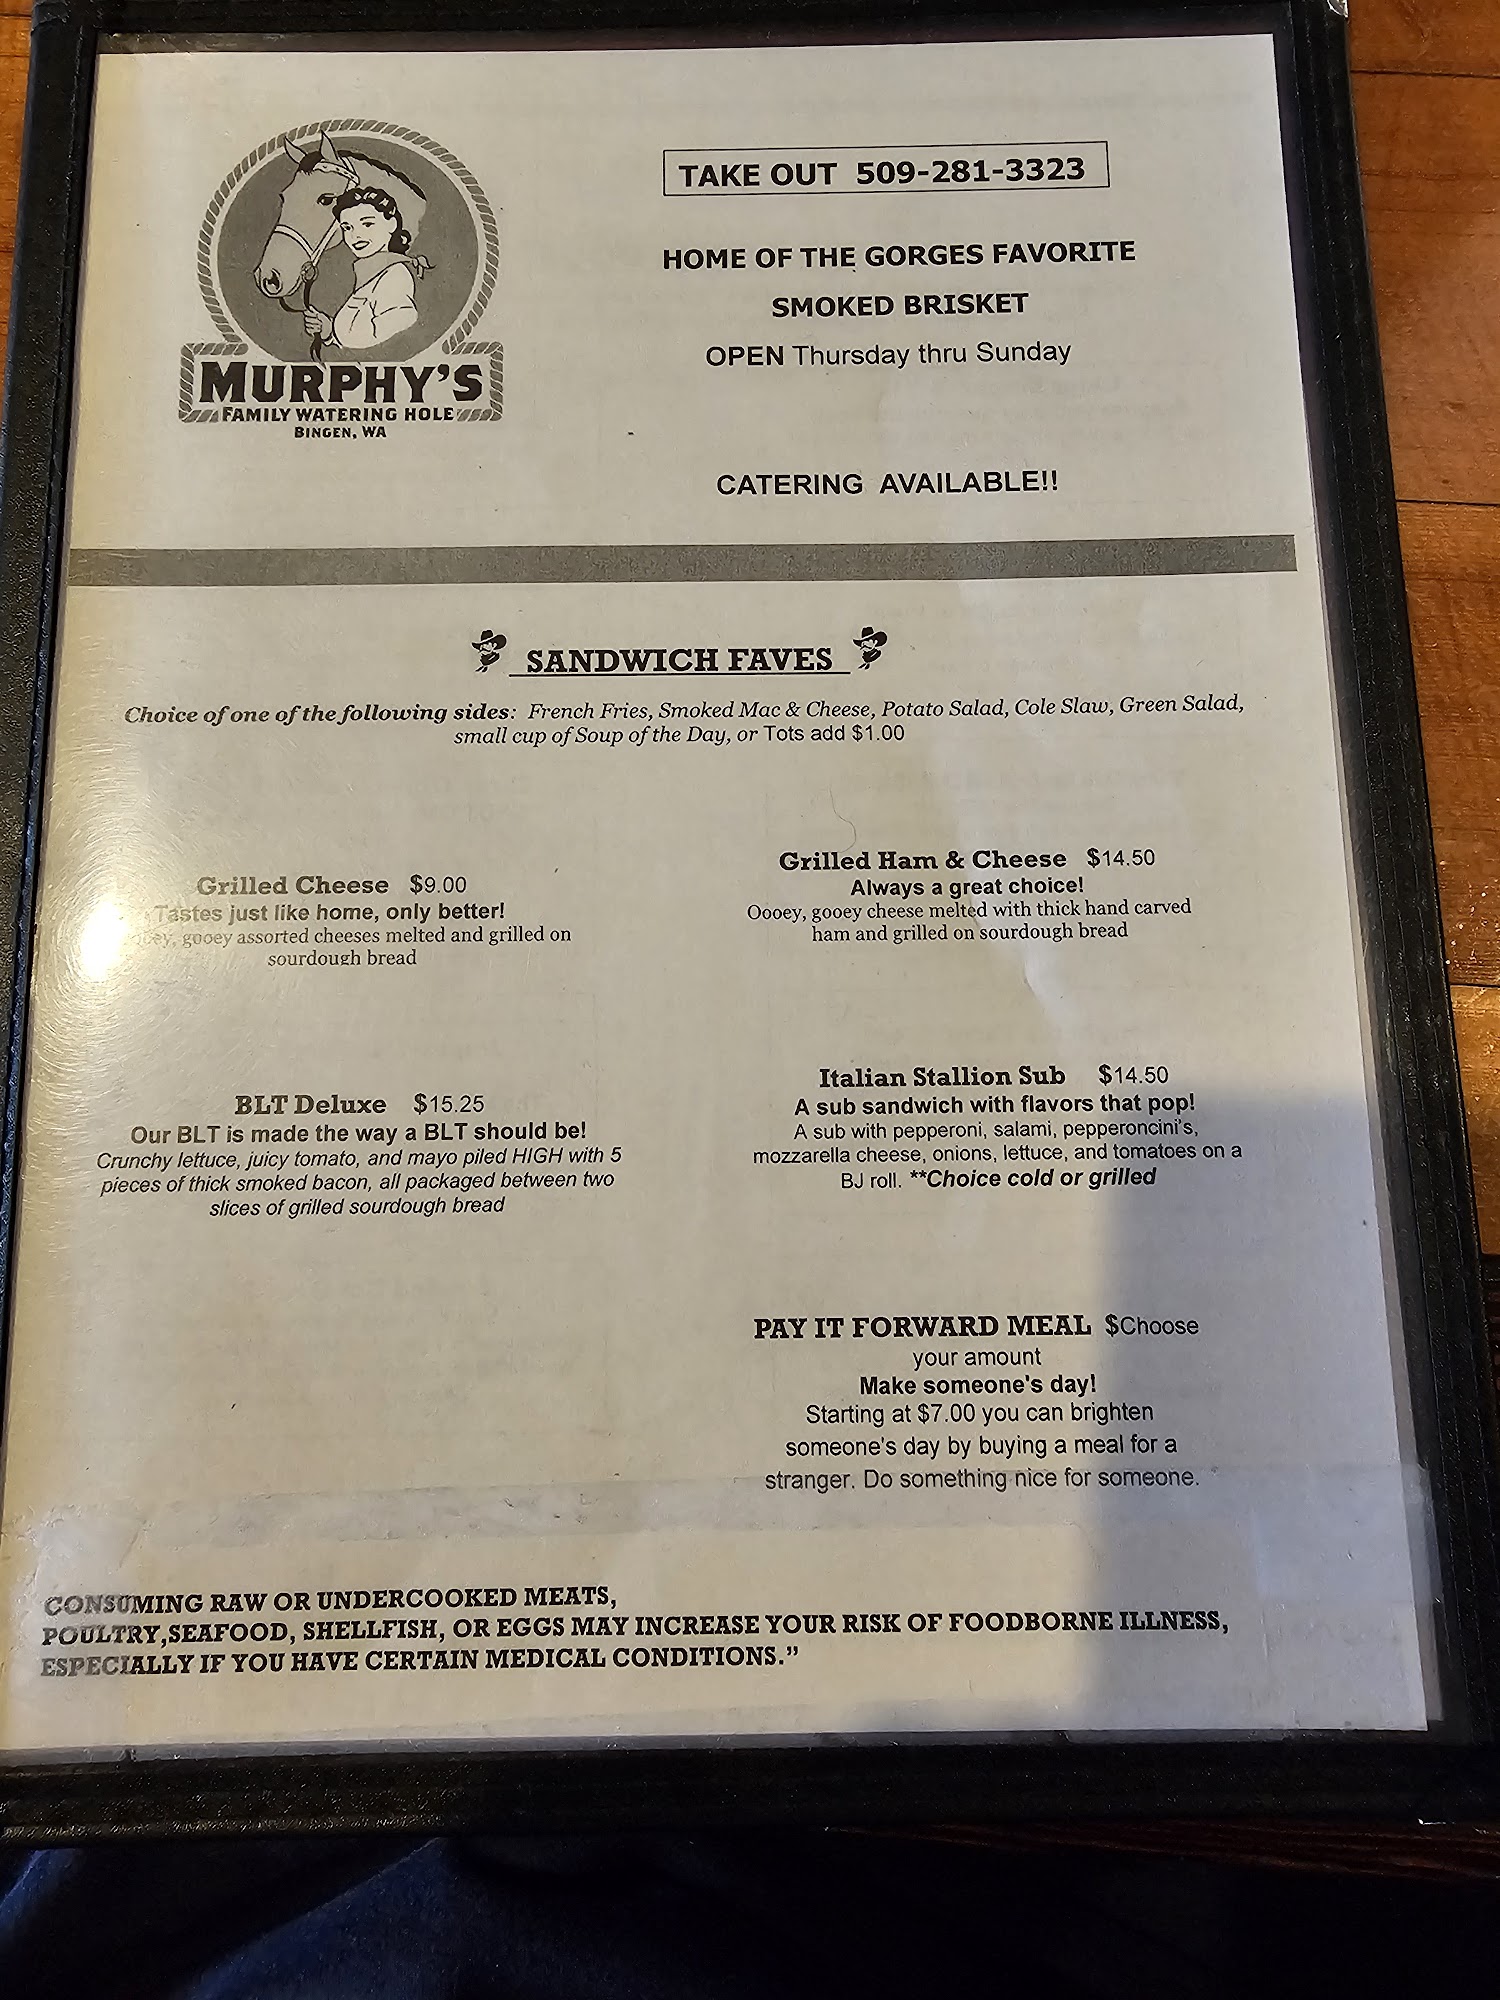 MURPHY'S
FAMILY WATERING HOLE
BINGEN, WA
TAKE OUT 509-281-3323
HOME OF THE GORGES FAVORITE
SMOKED BRISKET
OPEN Thursday thru Sunday
CATERING AVAILABLE!!
SANDWICH FAVES
Choice of one of the following sides: French Fries, Smoked Mac & Cheese, Potato Salad, Cole Slaw, Green Salad,
small cup of Soup of the Day, or Tots add $1.00
Grilled Cheese $9.00
Tastes just like home, only better!
gooey assorted cheeses melted and grilled on
sourdough bread
Grilled Ham & Cheese $14.50
Always a great choice!
Oooey, gooey cheese melted with thick hand carved
ham and grilled on sourdough bread
BLT Deluxe $15.25
Our BLT is made the way a BLT should be!
Crunchy lettuce, juicy tomato, and mayo piled HIGH with 5
pieces of thick smoked bacon, all packaged between two
slices of grilled sourdough bread
Italian Stallion Sub $14.50
A sub sandwich with flavors that pop!
A sub with pepperoni, salami, pepperoncini's,
mozzarella cheese, onions, lettuce, and tomatoes on a
BJ roll. **Choice cold or grilled
PAY IT FORWARD MEAL $Choose
your amount
Make someone's day!
Starting at $7.00 you can brighten
someone's day by buying a meal for a
stranger. Do something nice for someone.
CONSUMING RAW OR UNDERCOOKED MEATS,
POULTRY,SEAFOOD, SHELLFISH, OR EGGS MAY INCREASE YOUR RISK OF FOODBORNE ILLNESS,
ESPECIALLY IF YOU HAVE CERTAIN MEDICAL CONDITIONS.”